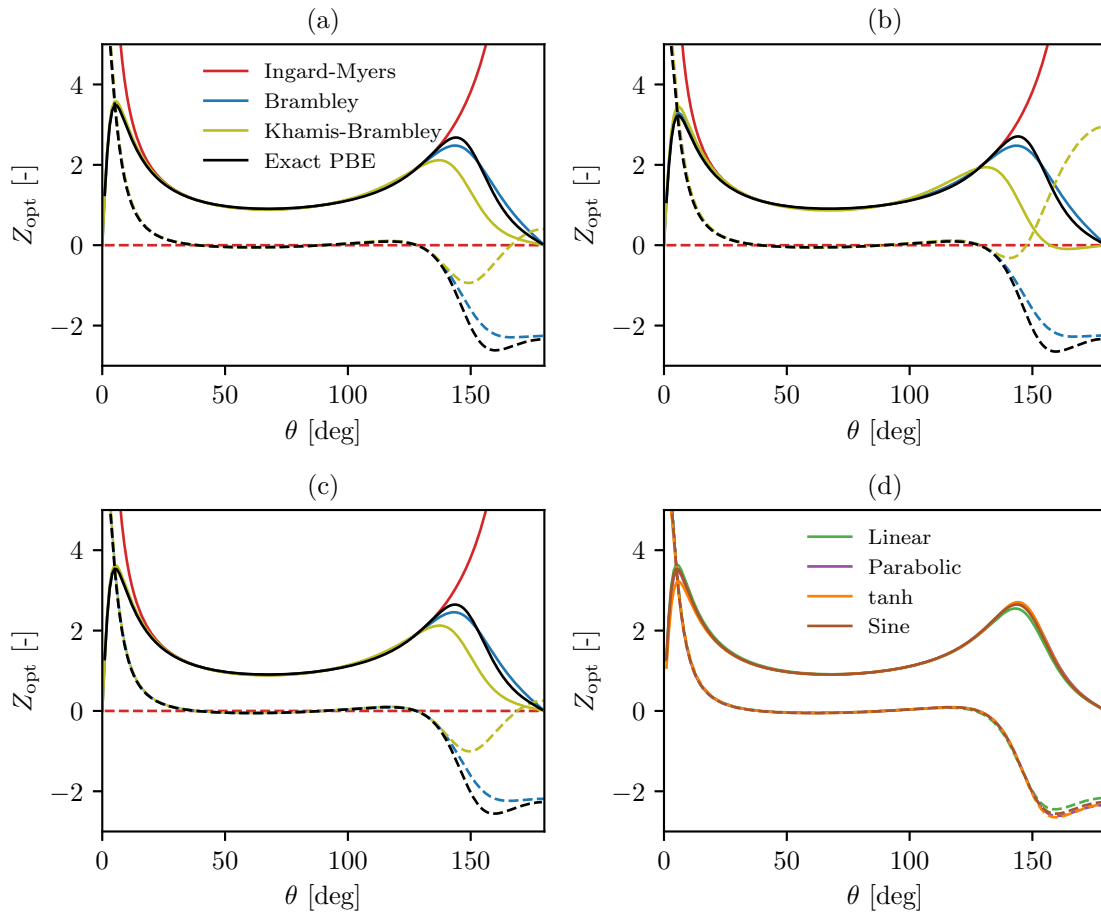 (a)
Z_opt [-]
4
2
0
−2
Ingard-Myers
Brambley
Khamis-Brambley
Exact PBE
0 50 100 150
θ [deg]
(b)
Z_opt [-]
4
2
0
−2
0 50 100 150
θ [deg]
(c)
Z_opt [-]
4
2
0
−2
0 50 100 150
θ [deg]
(d)
Z_opt [-]
4
2
0
−2
Linear
Parabolic
tanh
Sine
0 50 100 150
θ [deg]